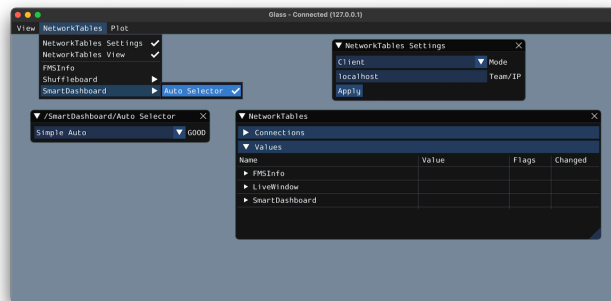 Glass - Connected (127.0.0.1)
View NetworkTables Plot
NetworkTables Settings
NetworkTables View
FMSInfo
Shuffleboard
SmartDashboard
Auto Selector
NetworkTables Settings
Client Mode
localhost Team/IP
Apply
/SmartDashboard/Auto Selector
Simple Auto GOOD
NetworkTables
Connections
Values
Name Value Flags Changed
FMSInfo
LiveWindow
SmartDashboard